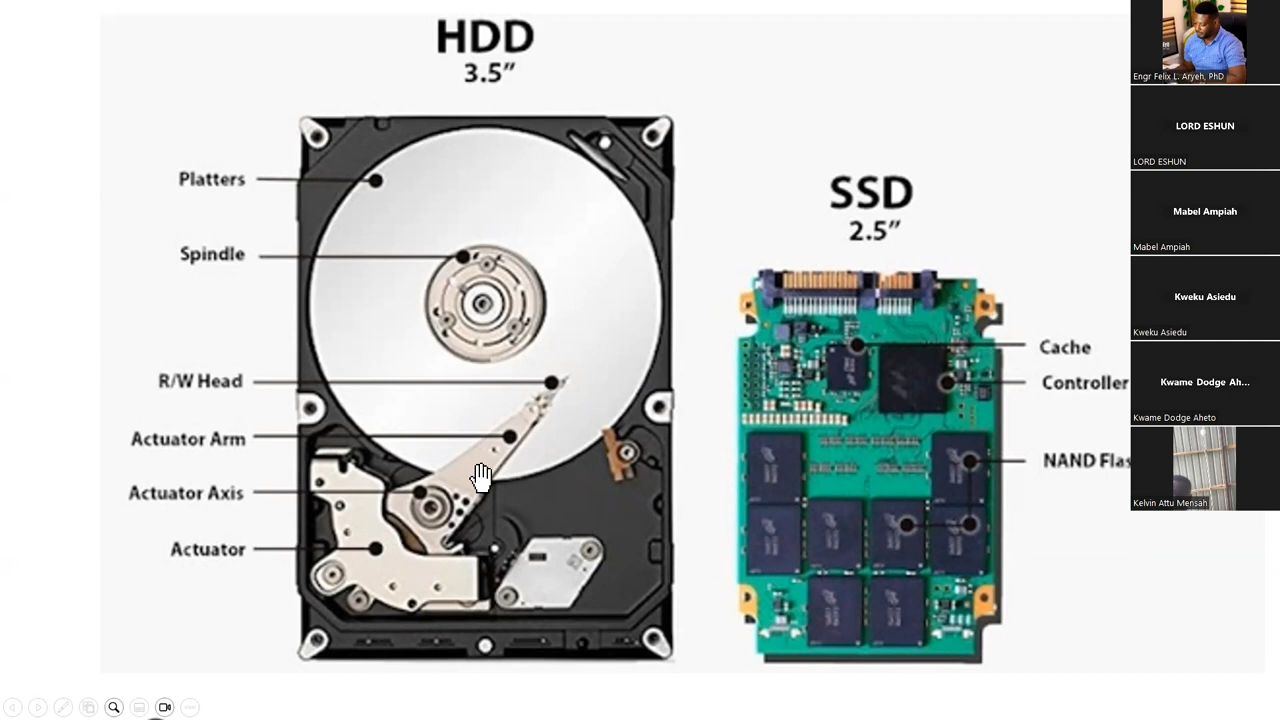 HDD
3.5”
Platters
Spindle
R/W Head
Actuator Arm
Actuator Axis
Actuator
SSD
2.5”
Cache
Controller
NAND Flas
Engr Felix L. Aryeh, PhD
LORD ESHUN
LORD ESHUN
Mabel Ampiah
Mabel Ampiah
Kweku Asiedu
Kweku Asiedu
Kwame Dodge Ah...
Kwame Dodge Aheto
Kelvin Attu Mensah